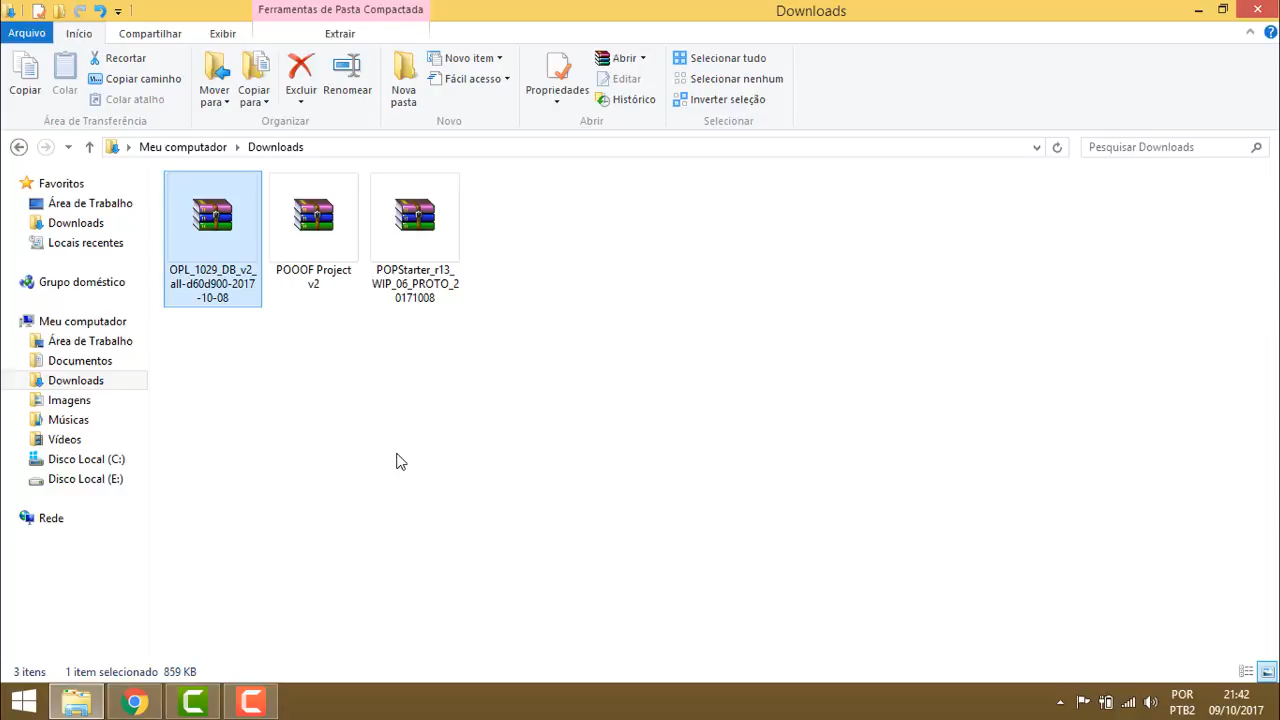 Ferramentas de Pasta Compactada
Downloads
Arquivo
Início
Compartilhar
Exibir
Extrair
Copiar
Colar
Recortar
Copiar caminho
Colar atalho
Área de Transferência
Mover para
Copiar para
Excluir
Renomear
Organizar
Nova pasta
Novo item
Fácil acesso
Novo
Propriedades
Abrir
Editar
Histórico
Abrir
Selecionar tudo
Selecionar nenhum
Inverter seleção
Selecionar
Meu computador
Downloads
Pesquisar Downloads
Favoritos
Área de Trabalho
Downloads
Locais recentes
Grupo doméstico
Meu computador
Área de Trabalho
Documentos
Downloads
Imagens
Músicas
Vídeos
Disco Local (C:)
Disco Local (E:)
Rede
OPL_1029_DB_v2_
all-d60d900-2017
-10-08
POOOF Project
v2
POPStarter_r13_
WIP_06_PROTO_2
0171008
3 itens
1 item selecionado 859 KB
POR
PTB2
21:42
09/10/2017